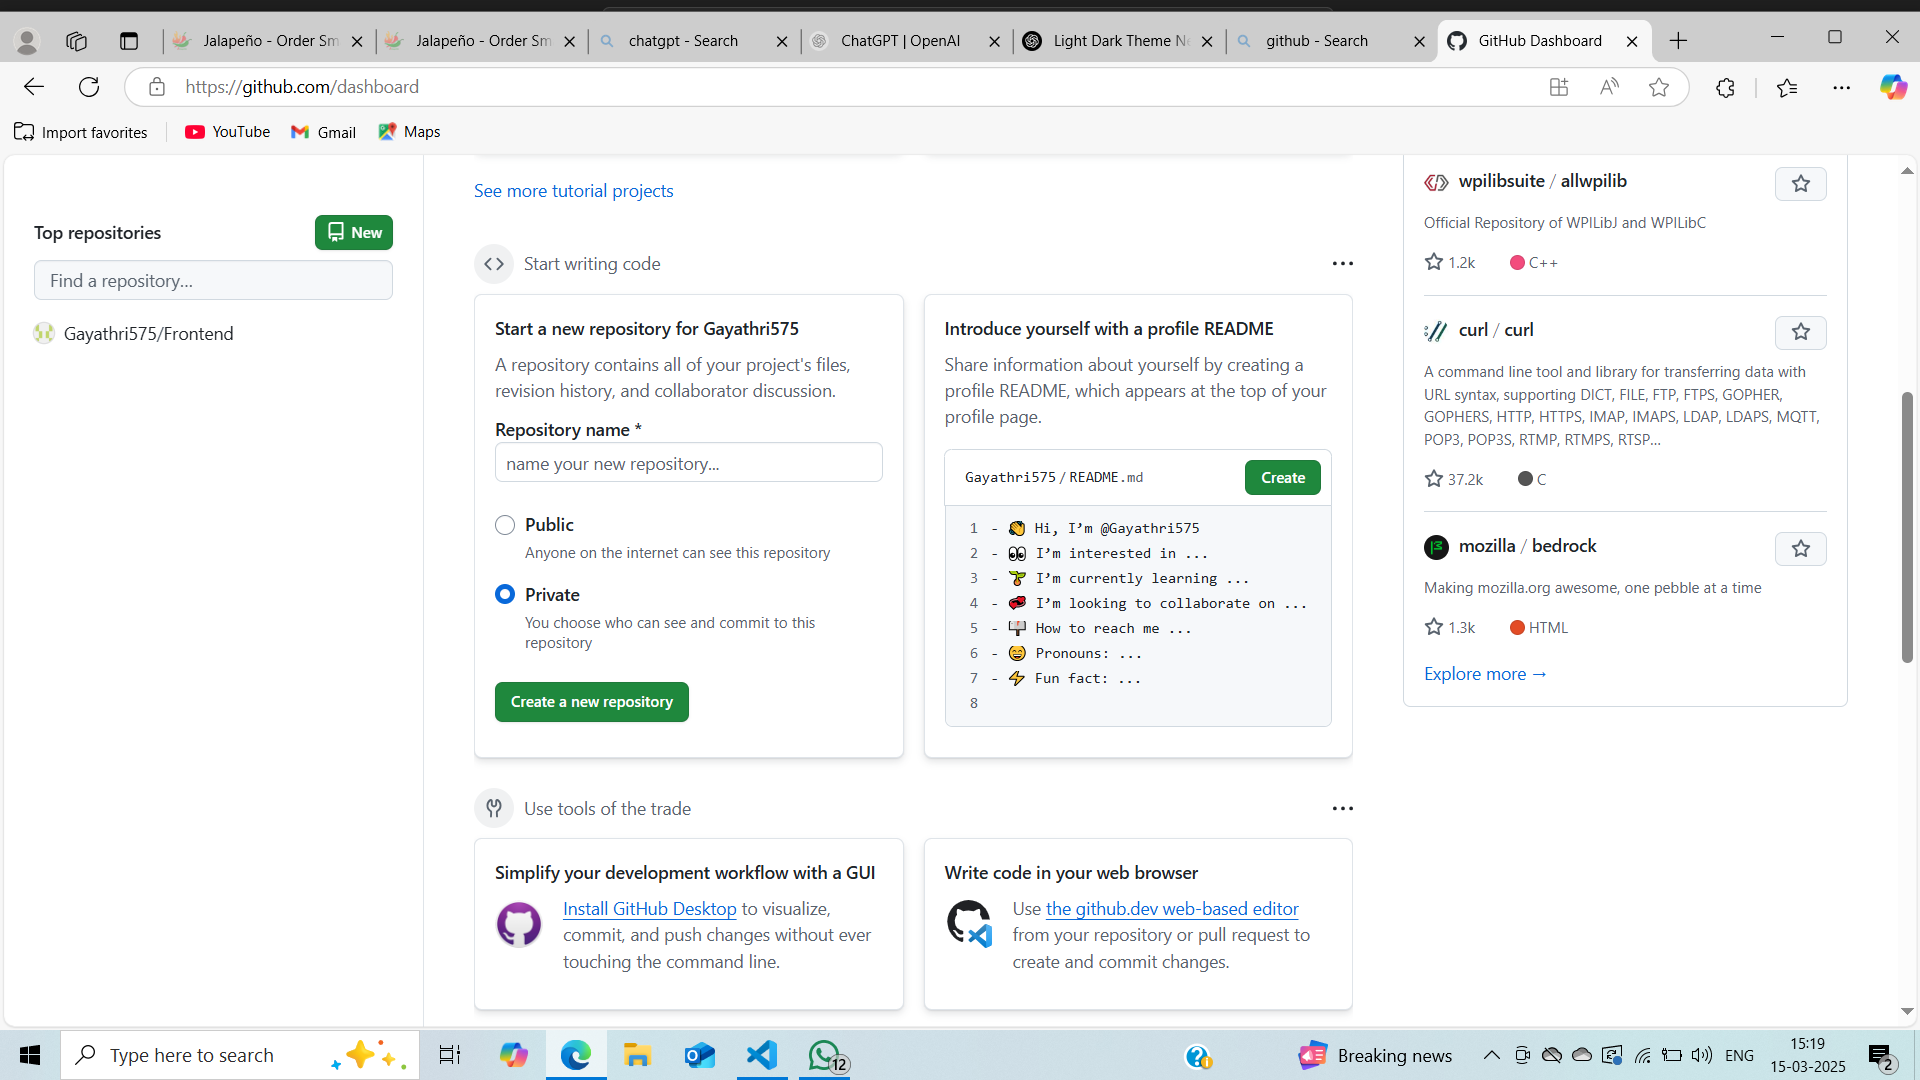 Jalapeño - Order Sm
Jalapeño - Order Sm
chatgpt - Search
ChatGPT | OpenAI
Light Dark Theme Ne
github - Search
GitHub Dashboard
https://github.com/dashboard
Import favorites
YouTube
Gmail
Maps
Top repositories
New
Find a repository...
Gayathri575/Frontend
See more tutorial projects
Start writing code
Start a new repository for Gayathri575
A repository contains all of your project's files,
revision history, and collaborator discussion.
Repository name *
name your new repository...
Public
Anyone on the internet can see this repository
Private
You choose who can see and commit to this
repository
Create a new repository
Introduce yourself with a profile README
Share information about yourself by creating a
profile README, which appears at the top of your
profile page.
Gayathri575/README.md
Create
1 - 👋 Hi, I’m @Gayathri575
2 - 👀 I’m interested in ...
3 - 🌱 I’m currently learning ...
4 - 💞️ I’m looking to collaborate on ...
5 - 📫 How to reach me ...
6 - 😄 Pronouns: ...
7 - ⚡ Fun fact: ...
8
Use tools of the trade
Simplify your development workflow with a GUI
Install GitHub Desktop to visualize,
commit, and push changes without ever
touching the command line.
Write code in your web browser
Use the github.dev web-based editor
from your repository or pull request to
create and commit changes.
wpilibsuite / allwpilib
Official Repository of WPILibJ and WPILibC
1.2k
C++
curl / curl
A command line tool and library for transferring data with
URL syntax, supporting DICT, FILE, FTP, FTPS, GOPHER,
GOPHERS, HTTP, HTTPS, IMAP, IMAPS, LDAP, LDAPS, MQTT,
POP3, POP3S, RTMP, RTMPS, RTSP...
37.2k
C
mozilla / bedrock
Making mozilla.org awesome, one pebble at a time
1.3k
HTML
Explore more →
Type here to search
12
Breaking news
ENG
15:19
15-03-2025
2